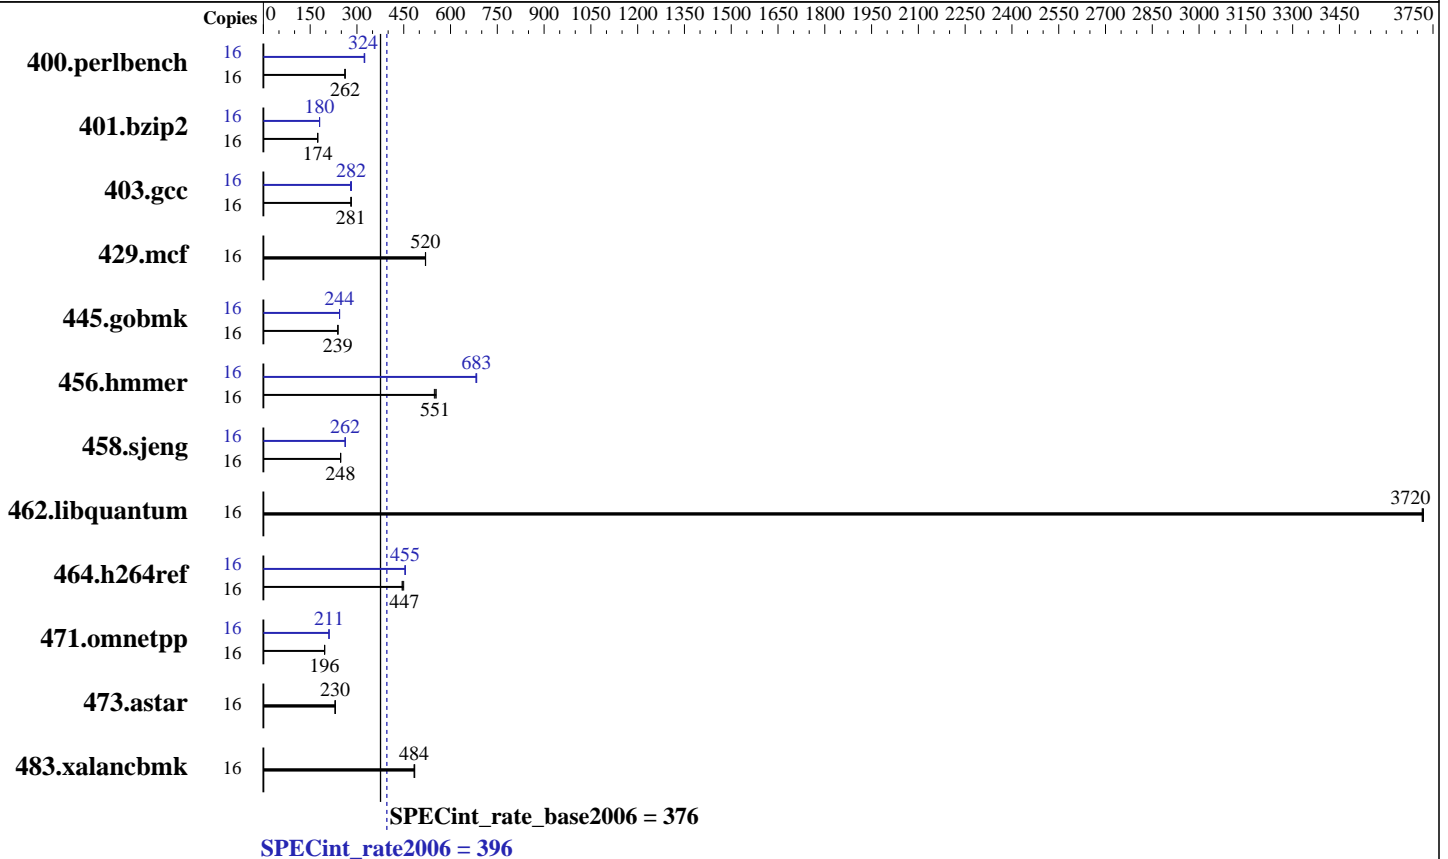 Copies 0 150 300 450 600 750 900 1050 1200 1350 1500 1650 1800 1950 2100 2250 2400 2550 2700 2850 3000 3150 3300 3450 3750
400.perlbench 16 324
16 262
401.bzip2 16 180
16 174
403.gcc 16 282
16 281
429.mcf 16 520
445.gobmk 16 244
16 239
456.hmmer 16 683
16 551
458.sjeng 16 262
16 248
462.libquantum 16 3720
464.h264ref 16 455
16 447
471.omnetpp 16 211
16 196
473.astar 16 230
483.xalancbmk 16 484
SPECint_rate_base2006 = 376
SPECint_rate2006 = 396